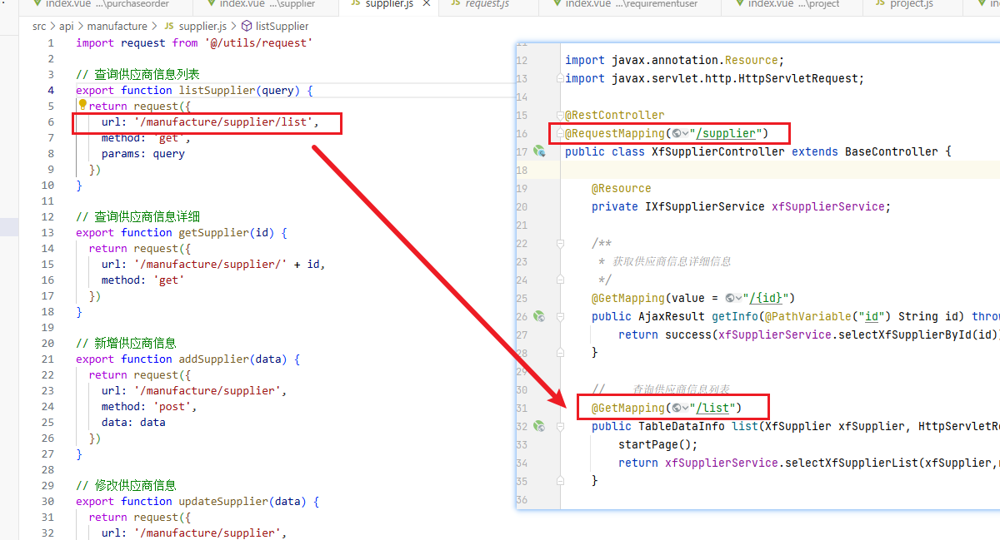 index.vue ...\purchaseorder
index.vue ...\supplier
JS supplier.js
JS request.js
index.vue ...\requirementuser
index.vue ...\project
JS project.js
src > api > manufacture > JS supplier.js > listSupplier
1 import request from '@/utils/request'
2
3 // 查询供应商信息列表
4 export function listSupplier(query) {
5 return request({
6 url: '/manufacture/supplier/list',
7 method: 'get',
8 params: query
9 })
10 }
11
12 // 查询供应商信息详细
13 export function getSupplier(id) {
14 return request({
15 url: '/manufacture/supplier/' + id,
16 method: 'get'
17 })
18 }
19
20 // 新增供应商信息
21 export function addSupplier(data) {
22 return request({
23 url: '/manufacture/supplier',
24 method: 'post',
25 data: data
26 })
27 }
28
29 // 修改供应商信息
30 export function updateSupplier(data) {
31 return request({
32 url: '/manufacture/supplier',
11
12 import javax.annotation.Resource;
13 import javax.servlet.http.HttpServletRequest;
14
15 @RestController
16 @RequestMapping("/supplier")
17 public class XfSupplierController extends BaseController {
18
19 @Resource
20 private IXfSupplierService xfSupplierService;
21
22 /**
23 * 获取供应商信息详细信息
24 */
25 @GetMapping(value = "/{id}")
26 public AjaxResult getInfo(@PathVariable("id") String id) throw
27 return success(xfSupplierService.selectXfSupplierById(id)
28 }
29
30 // 查询供应商信息列表
31 @GetMapping("/list")
32 public TableDataInfo list(XfSupplier xfSupplier, HttpServletRe
33 startPage();
34 return xfSupplierService.selectXfSupplierList(xfSupplier,
35 }
36